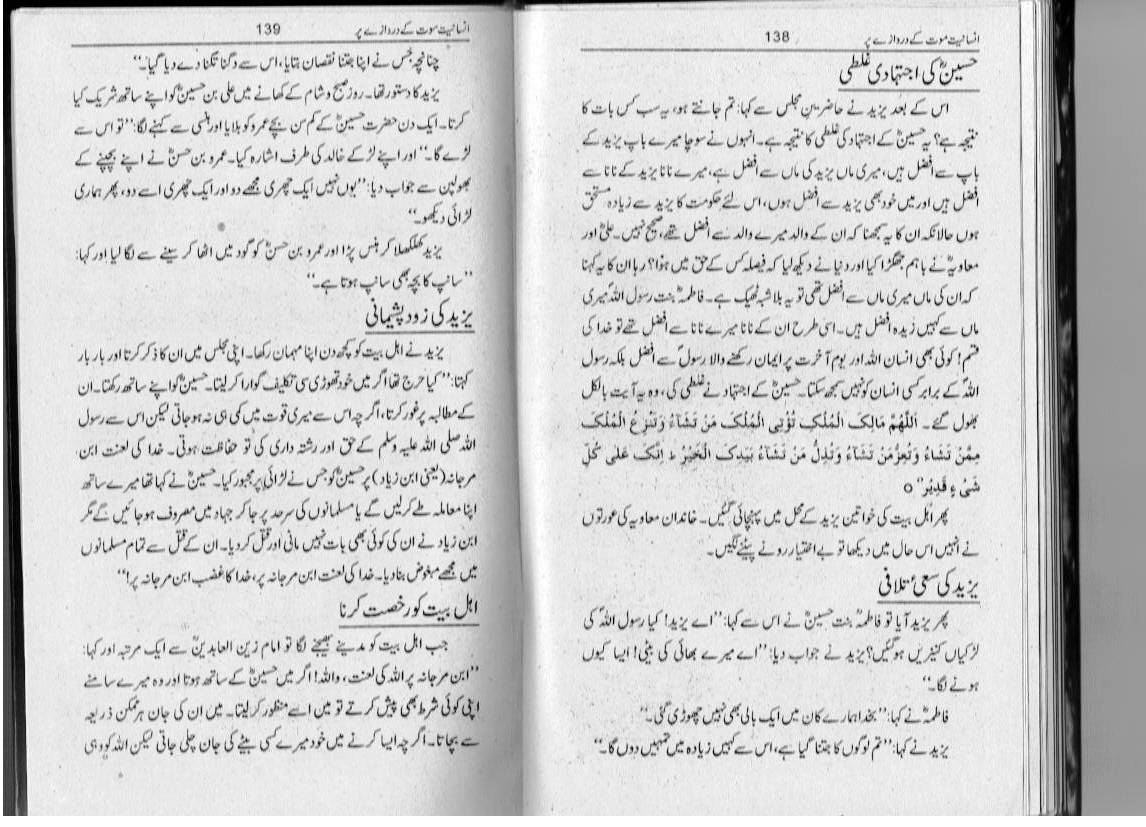 انسانیت موت کے دروازے پر 138
حسینؓ کی اجتہادی غلطی
اس کے بعد یزید نے حاضرین مجلس سے کہا: تم جانتے ہو، یہ سب کس بات کا
نتیجہ ہے؟ یہ حسینؓ کے اجتہاد کی غلطی کا نتیجہ ہے۔ انہوں نے سوچا میرے باپ یزید کے
باپ سے افضل ہیں، میری ماں یزید کی ماں سے افضل ہے، میرے نانا یزید کے نانا سے
افضل ہیں اور میں خود بھی یزید سے افضل ہوں، اس لئے حکومت کا یزید سے زیادہ مستحق
ہوں حالانکہ ان کا یہ سمجھنا کہ ان کے والد میرے والد سے افضل تھے، صحیح نہیں۔ علیؓ اور
معاویہؓ نے باہم جھگڑا کیا اور دنیا نے دیکھ لیا کہ فیصلہ کس کے حق میں ہوا؟ رہا ان کا یہ کہنا
کہ ان کی ماں میری ماں سے افضل تھی تو یہ بلا شبہ ٹھیک ہے۔ فاطمہؓ بنت رسول اللہؐ میری
ماں سے کہیں زیدہ افضل ہیں۔ اسی طرح ان کے نانا میرے نانا سے افضل تھے تو خدا کی
قسم! کوئی بھی انسان اللہ اور یوم آخرت پر ایمان رکھنے والا رسولؐ سے افضل بلکہ رسول
اللہؐ کے برابر کسی انسان کو نہیں سمجھ سکتا۔ حسینؓ کے اجتہاد نے غلطی کی، وہ یہ آیت بالکل
بھول گئے۔ اَللّٰهُمَّ مَالِکَ الْمُلْکِ تُؤْتِی الْمُلْکَ مَنْ تَشَآءُ وَتَنْزِعُ الْمُلْکَ
مِمَّنْ تَشَآءُ وَتُعِزُّ مَنْ تَشَآءُ وَتُذِلُّ مَنْ تَشَآءُ بِیَدِکَ الْخَیْرُ ط اِنَّکَ عَلٰی کُلِّ
شَیْءٍ قَدِیْرٌ ٥
پھر اہل بیت کی خواتین یزید کے محل میں پہنچائی گئیں۔ خاندان معاویہ کی عورتوں
نے انہیں اس حال میں دیکھا تو بے اختیار رونے پیٹنے لگیں۔
یزید کی سعیٔ تلافی
پھر یزید آیا تو فاطمہؓ بنت حسینؓ نے اس سے کہا: ”اے یزید! کیا رسول اللہؐ کی
لڑکیاں کنیزیں ہو گئیں؟ یزید نے جواب دیا: ”اے میرے بھائی کی بیٹی! ایسا کیوں
ہونے لگا۔“
فاطمہؓ نے کہا: ”بخدا ہمارے کان میں ایک بالی بھی نہیں چھوڑی گئی۔“
یزید نے کہا: ”تم لوگوں کا جتنا گیا ہے، اس سے کہیں زیادہ میں تمہیں دوں گا۔“
انسانیت موت کے دروازے پر 139
چنانچہ جس نے اپنا جتنا نقصان بتایا، اس سے دگنا تگنا دے دیا گیا۔“
یزید کا دستور تھا۔ روز صبح و شام کے کھانے میں علی بن حسینؓ کو اپنے ساتھ شریک کیا
کرتا۔ ایک دن حضرت حسینؓ کے کم سن بچے عمرو کو بلایا اور ہنسی سے کہنے لگا: ”تو اس سے
لڑے گا۔“ اور اپنے لڑکے خالد کی طرف اشارہ کیا۔ عمرو بن حسنؓ نے اپنے بچپنے کے
بھولپن سے جواب دیا: ”یوں نہیں ایک چھری مجھے دو اور ایک چھری اسے دو، پھر ہماری
لڑائی دیکھو۔“
یزید کھلکھلا کر ہنس پڑا اور عمرو بن حسنؓ کو گود میں اٹھا کر سینے سے لگا لیا اور کہا:
”سانپ کا بچہ بھی سانپ ہوتا ہے۔“
یزید کی زود پشیمانی
یزید نے اہل بیت کو کچھ دن اپنا مہمان رکھا۔ اپنی مجلس میں ان کا ذکر کرتا اور بار بار
کہتا: ”کیا حرج تھا اگر میں خود تھوڑی سی تکلیف گوارا کر لیتا۔ حسینؓ کو اپنے ساتھ رکھتا۔ ان
کے مطالبہ پر غور کرتا، اگر چہ اس سے میری قوت میں کمی ہی نہ ہو جاتی لیکن اس سے رسول
اللہ صلی اللہ علیہ وسلم کے حق اور رشتہ داری کی تو حفاظت ہوتی۔ خدا کی لعنت ابن
مرجانہ (یعنی ابن زیاد) پر حسینؓ کو جس نے لڑائی پر مجبور کیا۔ حسینؓ نے کہا تھا میرے ساتھ
اپنا معاملہ طے کر لیں گے یا مسلمانوں کی سرحد پر جا کر جہاد میں مصروف ہو جائیں گے مگر
ابن زیاد نے ان کی کوئی بھی بات نہیں مانی اور قتل کر دیا۔ ان کے قتل سے تمام مسلمانوں
میں مجھے مبغوض بنا دیا۔ خدا کی لعنت ابن مرجانہ پر، خدا کا غضب ابن مرجانہ پر!“
اہل بیت کو رخصت کرنا
جب اہل بیت کو مدینے بھیجنے لگا تو امام زین العابدینؒ سے ایک مرتبہ اور کہا:
”ابن مرجانہ پر اللہ کی لعنت، واللہ! اگر میں حسینؓ کے ساتھ ہوتا اور وہ میرے سامنے
اپنی کوئی شرط بھی پیش کرتے تو میں اسے منظور کر لیتا۔ میں ان کی جان ہر ممکن ذریعہ
سے بچاتا۔ اگر چہ ایسا کرنے میں خود میرے کسی بیٹے کی جان چلی جاتی لیکن اللہ کو وہی